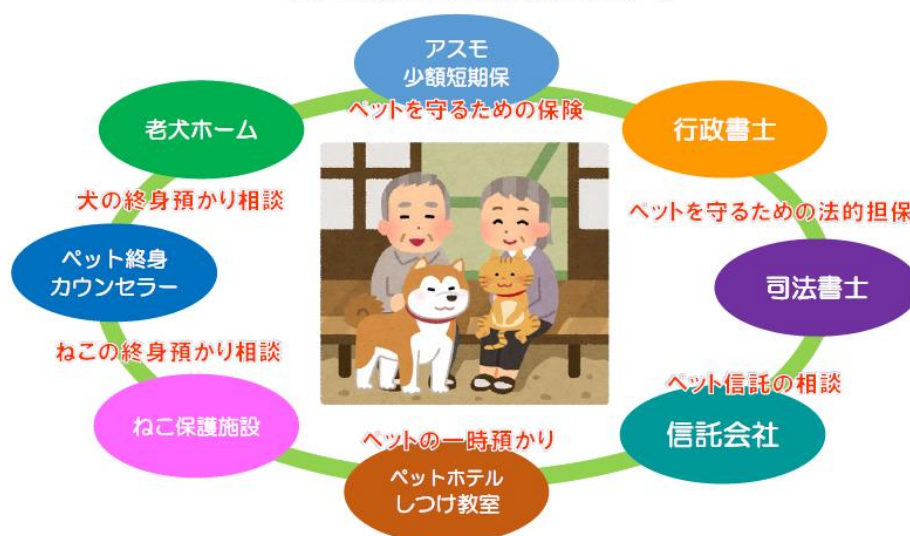 アスモ
少額短期保
ペットを守るための保険
老犬ホーム
行政書士
犬の終身預かり相談
ペットを守るための法的担保
ペット終身
カウンセラー
司法書士
ねこの終身預かり相談
ペット信託の相談
ねこ保護施設
ペットの一時預かり
信託会社
ペットホテル
しつけ教室